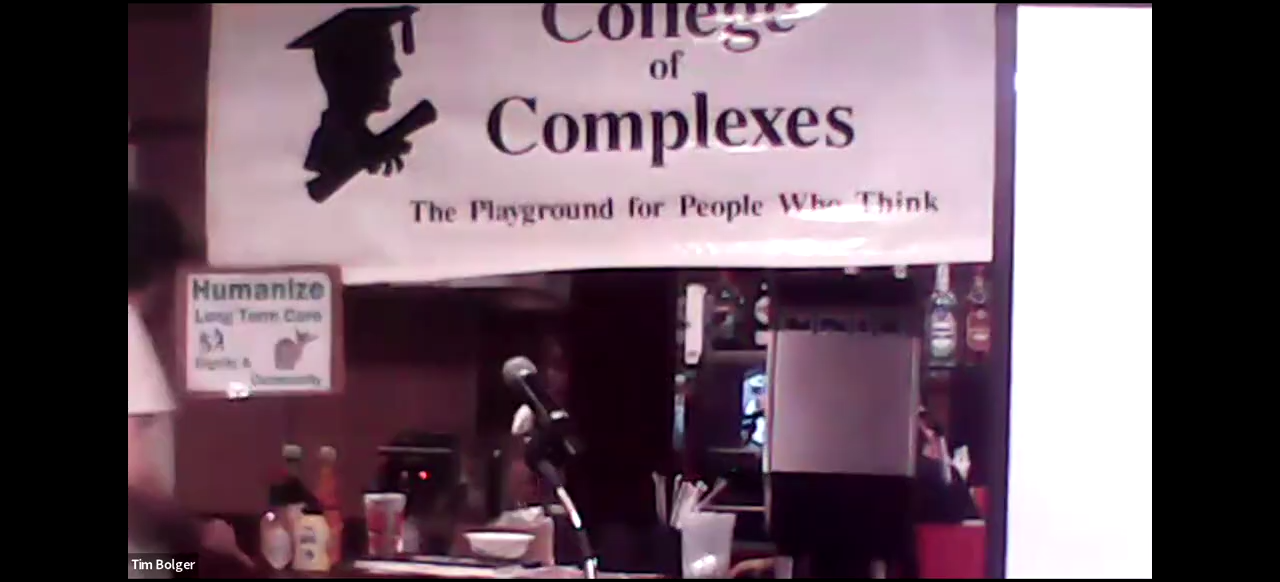 College
of
Complexes
The Playground for People Who Think
Humanize
Long Term Care
Dignity &
Community
Tim Bolger